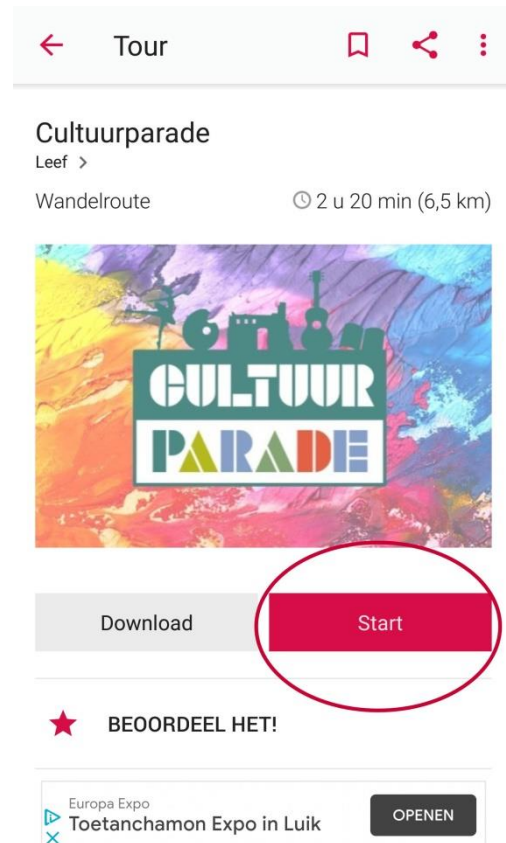 Tour
Cultuurparade
Leef >
Wandelroute
2 u 20 min (6,5 km)
CULTUUR
PARADE
Download
Start
BEOORDEEL HET!
Europa Expo
Toetanchamon Expo in Luik
OPENEN